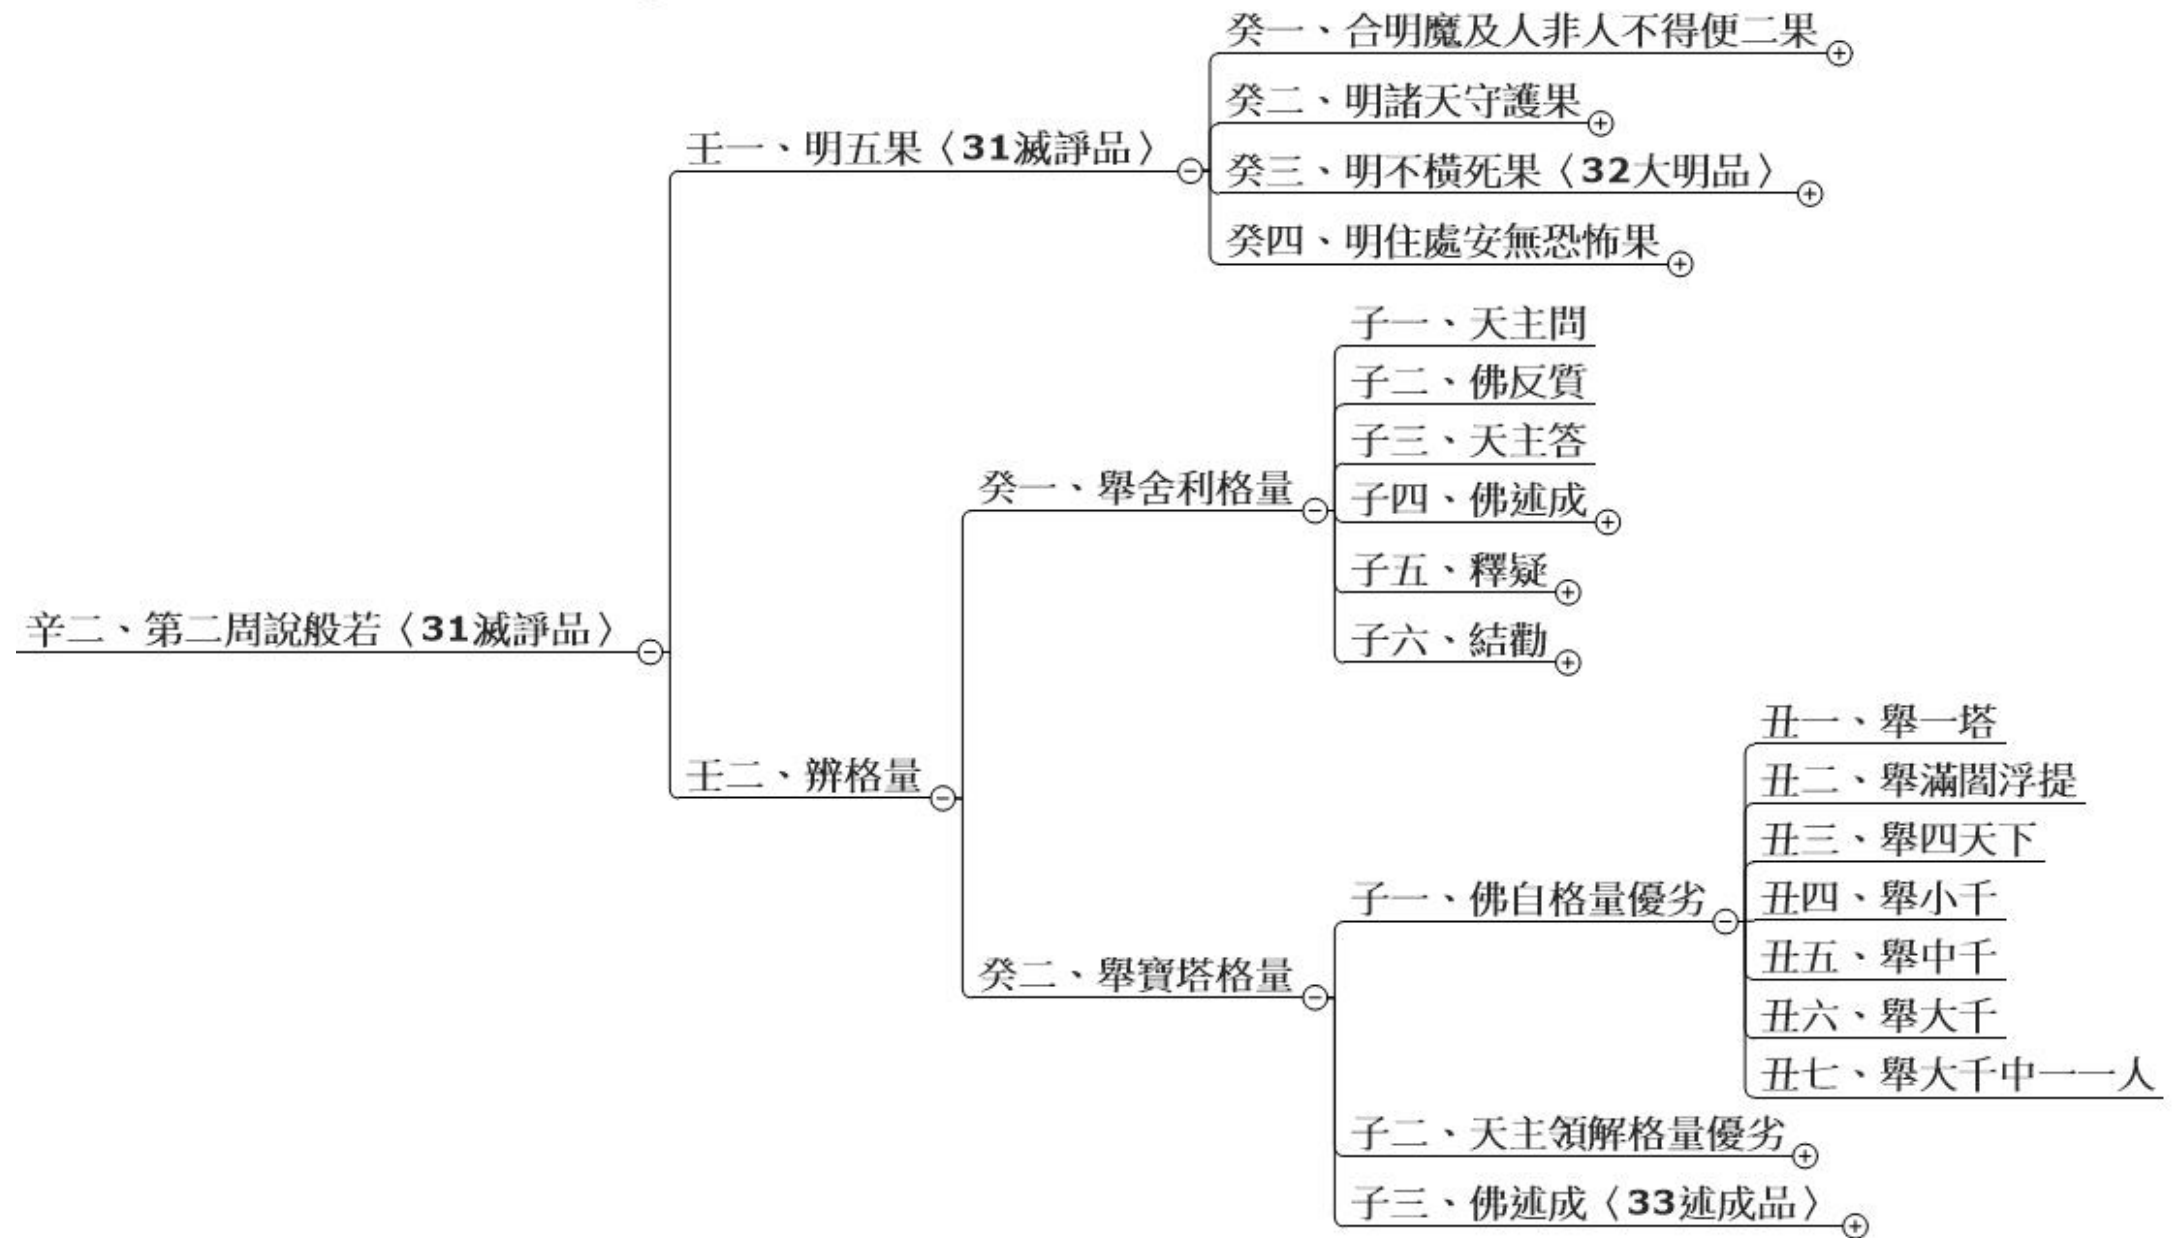 辛二、第二周說般若〈31滅諍品〉
壬一、明五果〈31滅諍品〉
癸一、合明魔及人非人不得便二果
癸二、明諸天守護果
癸三、明不橫死果〈32大明品〉
癸四、明住處安無恐怖果
壬二、辨格量
癸一、舉舍利格量
子一、天主問
子二、佛反質
子三、天主答
子四、佛述成
子五、釋疑
子六、結勸
癸二、舉寶塔格量
子一、佛自格量優劣
丑一、舉一塔
丑二、舉滿閻浮提
丑三、舉四天下
丑四、舉小千
丑五、舉中千
丑六、舉大千
丑七、舉大千中一一人
子二、天主領解格量優劣
子三、佛述成〈33述成品〉